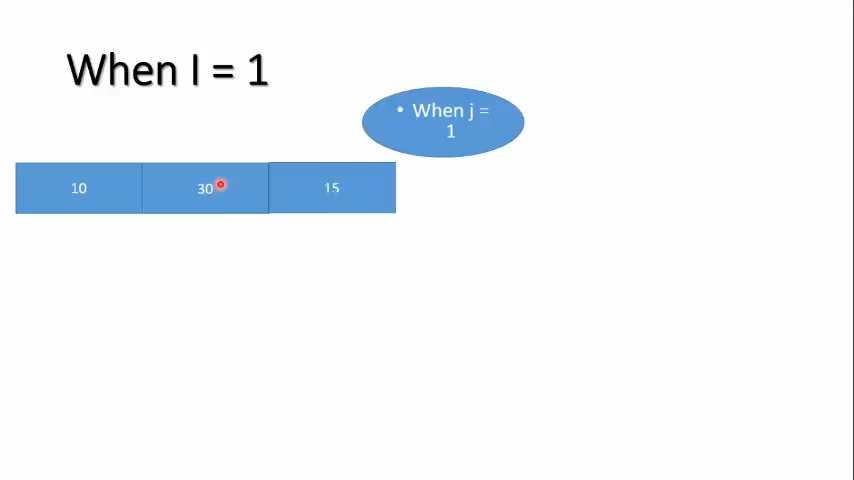 When I = 1
• When j =
1
10 30 15